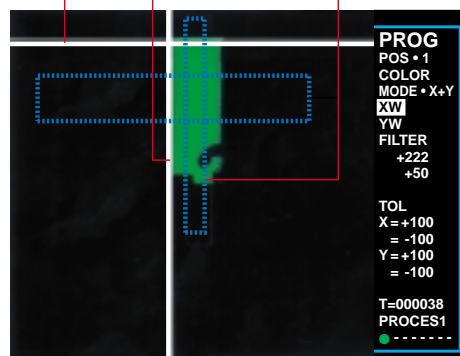 PROG
POS • 1
COLOR
MODE • X+Y
XW
YW
FILTER
+222
+50
TOL
X=+100
= -100
Y=+100
= -100
T=000038
PROCES1
- - - - - - -